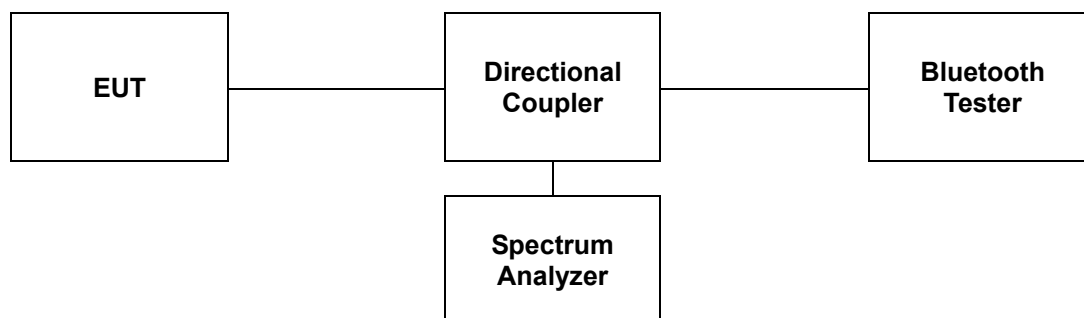 EUT
Directional
Coupler
Bluetooth
Tester
Spectrum
Analyzer